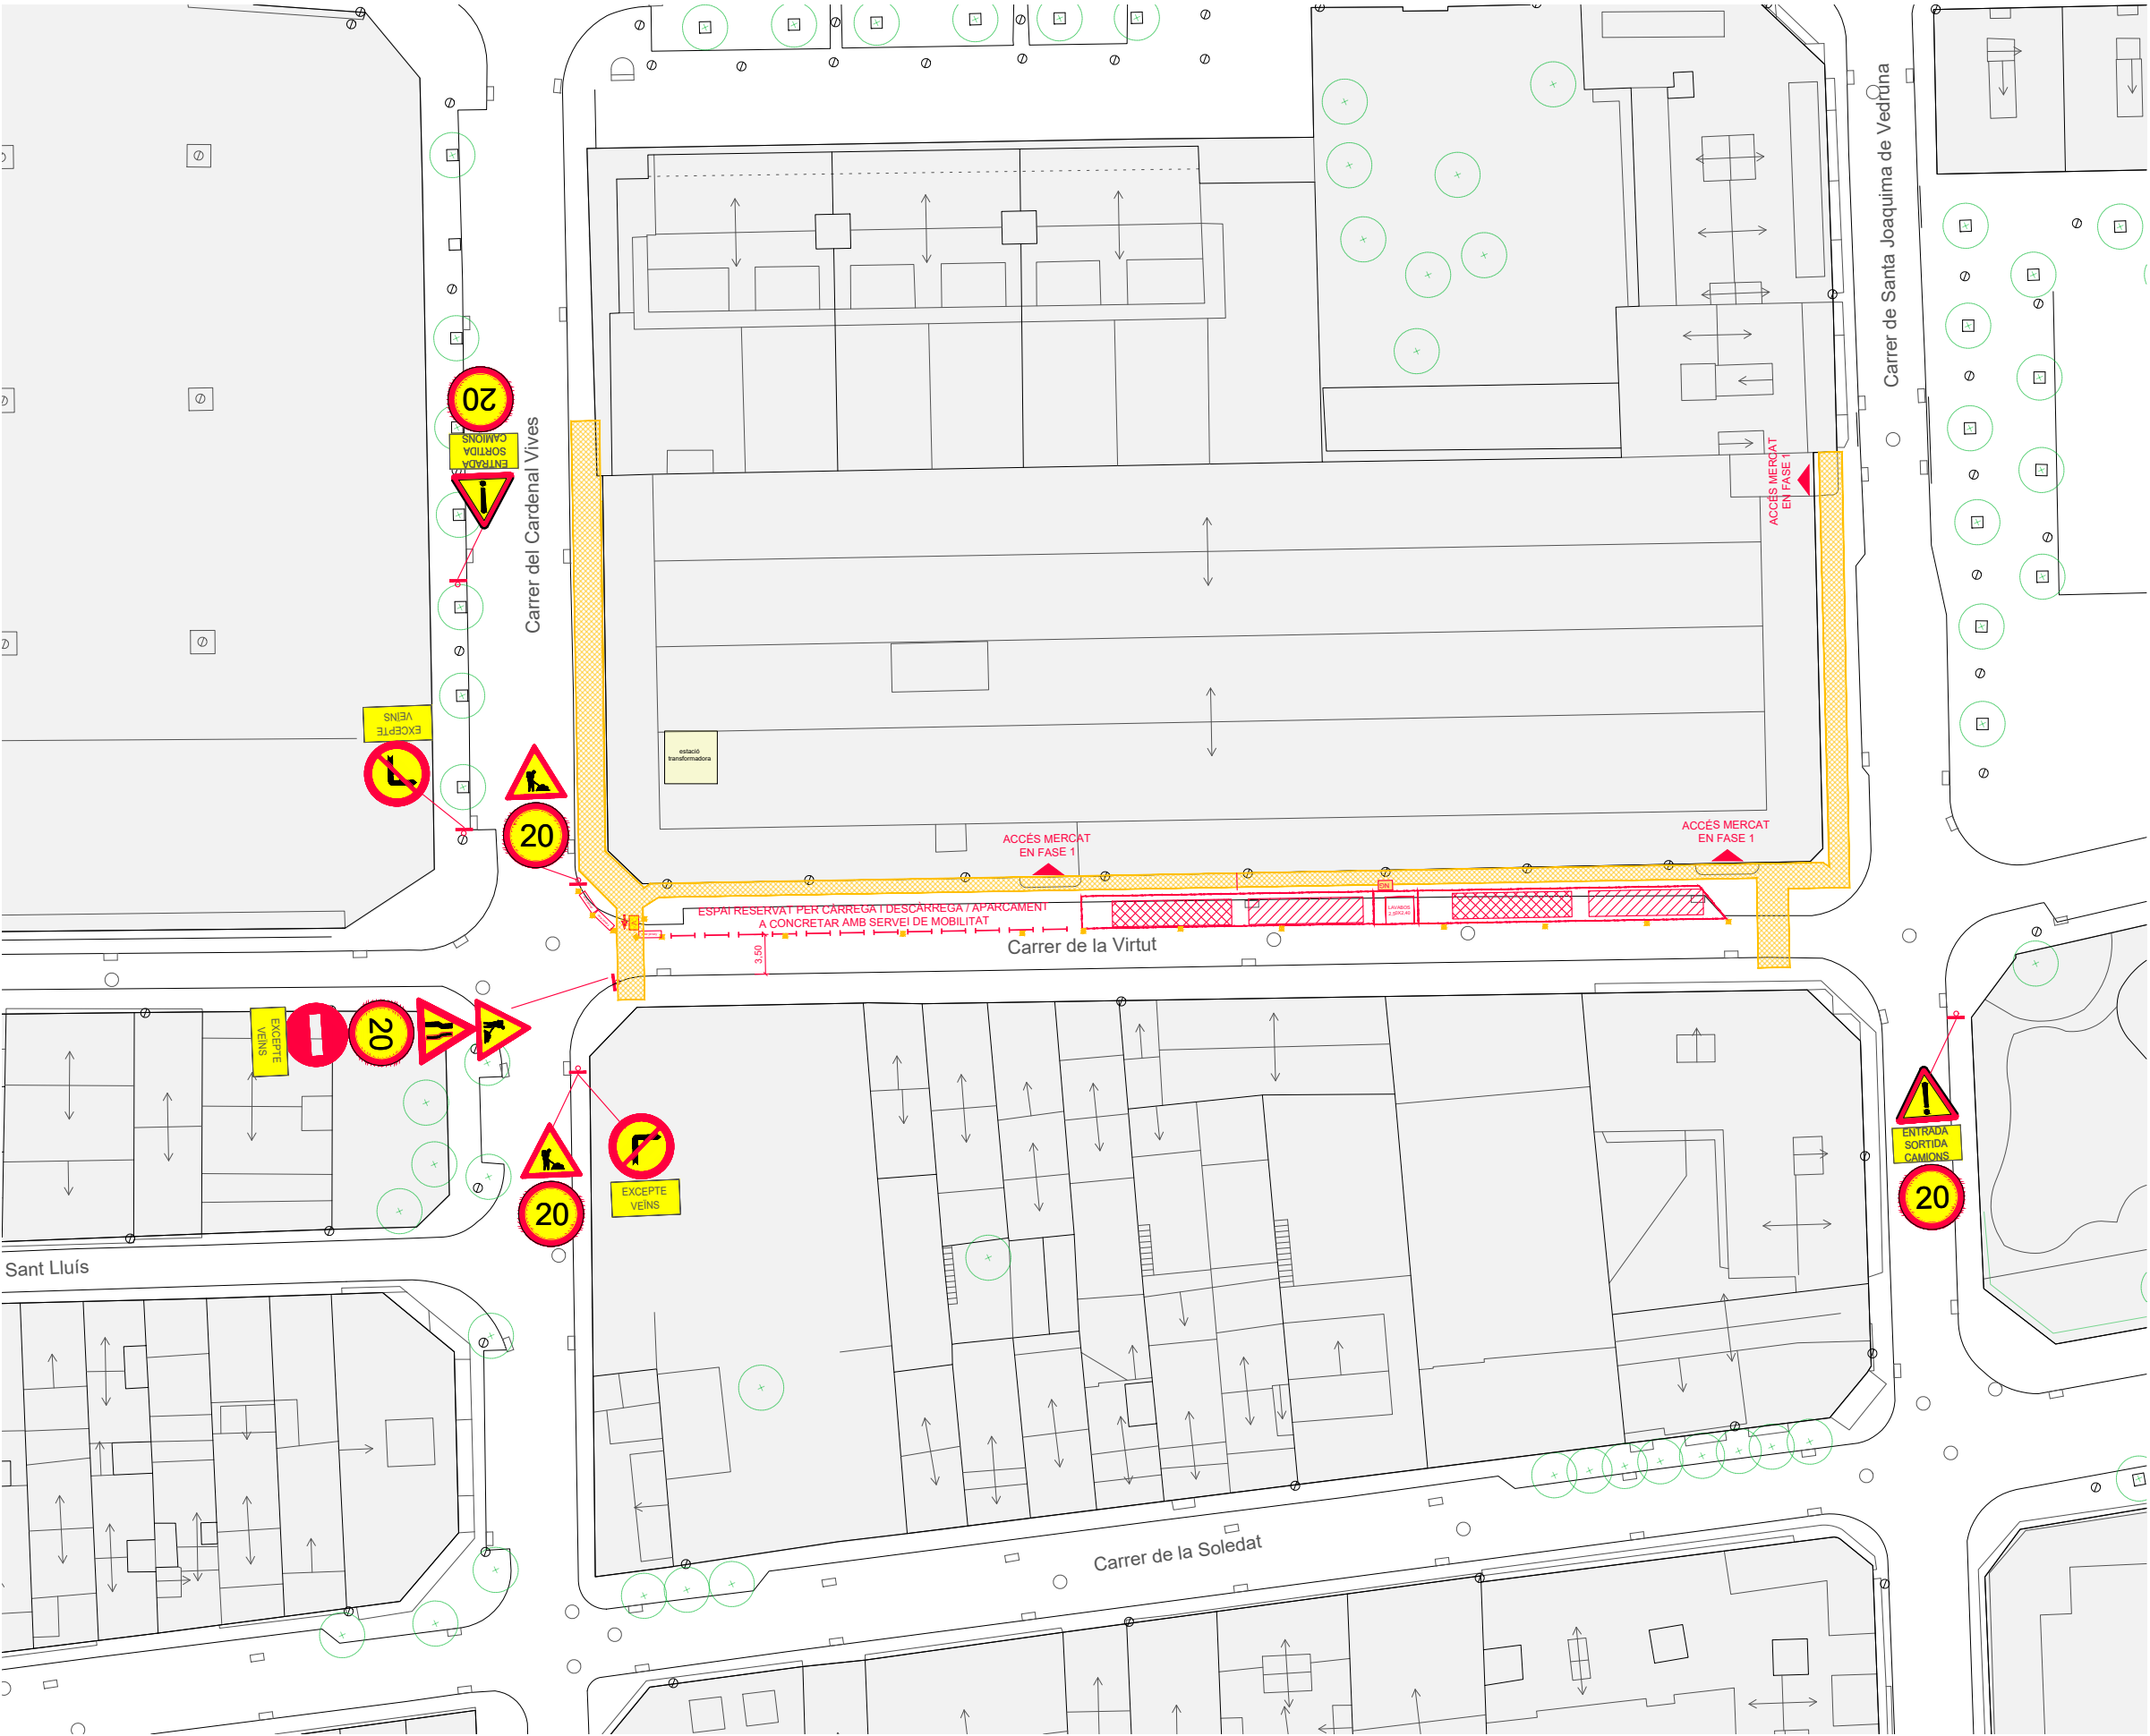 Carrer de Santa Joaquima de Vedruna
20
ENTRADA
SORTIDA
CAMIONS
Carrer del Cardenal Vives
ACCÉS MERCAT
EN FASE 1
EXCEPTE
VEÏNS
estació
transformadora
20
ACCÉS MERCAT
EN FASE 1
ACCÉS MERCAT
EN FASE 1
ESPAI RESERVAT PER CÀRREGA I DESCÀRREGA / APARCAMENT
A CONCRETAR AMB SERVEI DE MOBILITAT
LAVABOS
3,50
Carrer de la Virtut
EXCEPTE
VEÏNS
20
20
EXCEPTE
VEÏNS
ENTRADA
SORTIDA
CAMIONS
20
Sant Lluís
Carrer de la Soledat